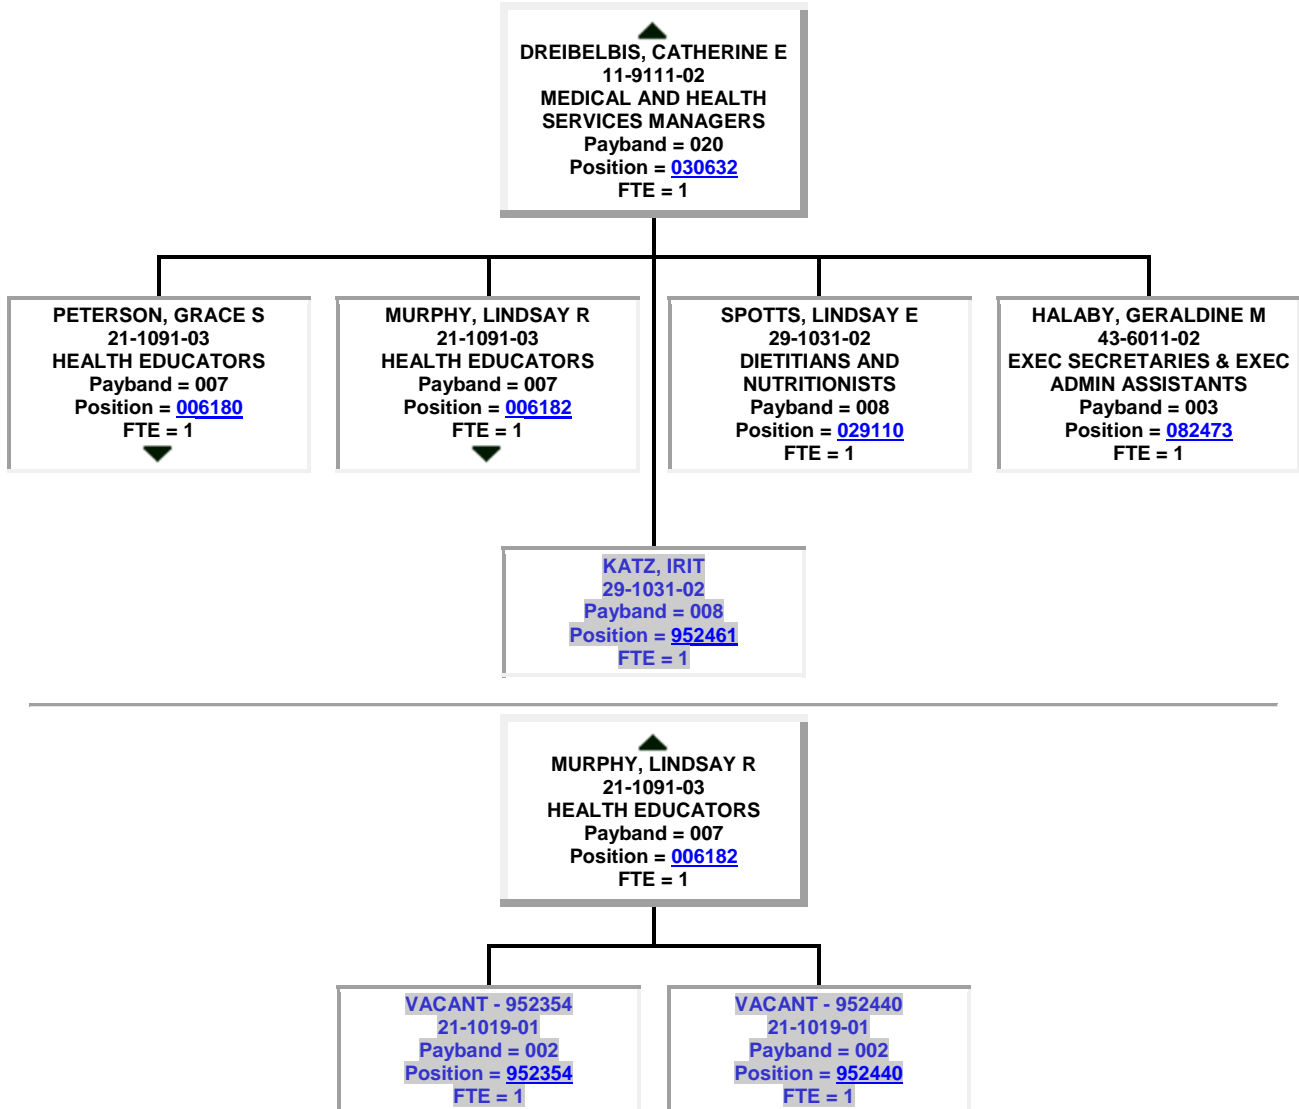 DREIBELBIS, CATHERINE E
11-9111-02
MEDICAL AND HEALTH
SERVICES MANAGERS
Payband = 020
Position = 030632
FTE = 1
PETERSON, GRACE S
21-1091-03
HEALTH EDUCATORS
Payband = 007
Position = 006180
FTE = 1
MURPHY, LINDSAY R
21-1091-03
HEALTH EDUCATORS
Payband = 007
Position = 006182
FTE = 1
SPOTTS, LINDSAY E
29-1031-02
DIETITIANS AND
NUTRITIONISTS
Payband = 008
Position = 029110
FTE = 1
HALABY, GERALDINE M
43-6011-02
EXEC SECRETARIES & EXEC
ADMIN ASSISTANTS
Payband = 003
Position = 082473
FTE = 1
KATZ, IRIT
29-1031-02
Payband = 008
Position = 952461
FTE = 1
MURPHY, LINDSAY R
21-1091-03
HEALTH EDUCATORS
Payband = 007
Position = 006182
FTE = 1
VACANT - 952354
21-1019-01
Payband = 002
Position = 952354
FTE = 1
VACANT - 952440
21-1019-01
Payband = 002
Position = 952440
FTE = 1